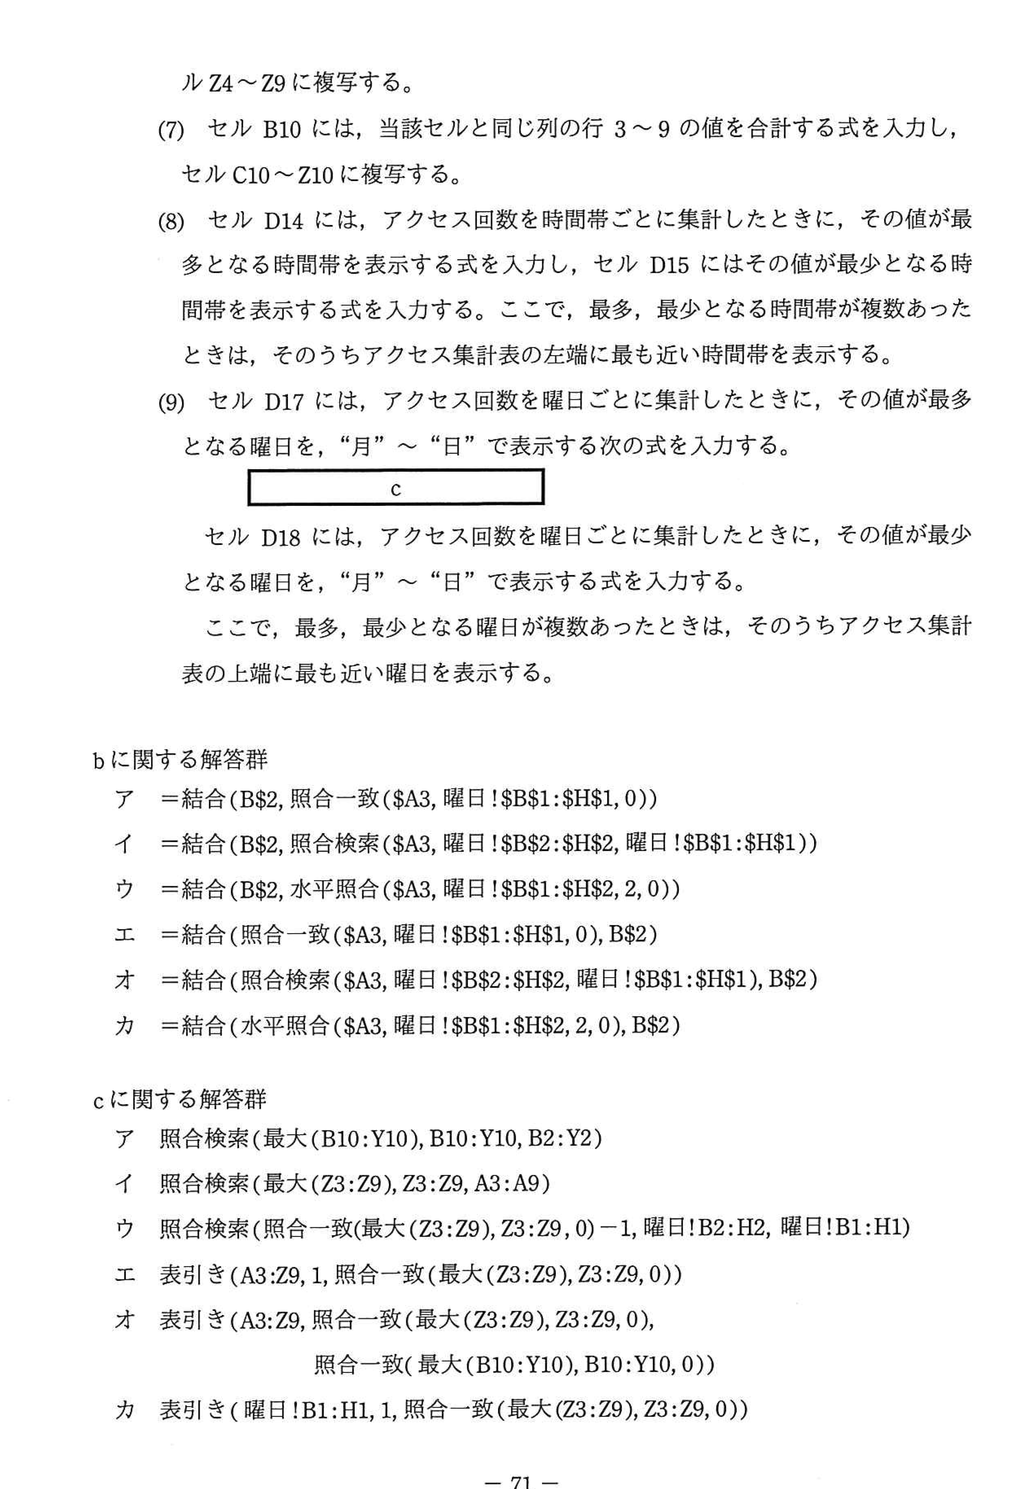 ル Z4～Z9 に複写する。
(7) セル B10 には，当該セルと同じ列の行 3～9 の値を合計する式を入力し，
セル C10～Z10 に複写する。
(8) セル D14 には，アクセス回数を時間帯ごとに集計したときに，その値が最
多となる時間帯を表示する式を入力し，セル D15 にはその値が最少となる時
間帯を表示する式を入力する。ここで，最多，最少となる時間帯が複数あった
ときは，そのうちアクセス集計表の左端に最も近い時間帯を表示する。
(9) セル D17 には，アクセス回数を曜日ごとに集計したときに，その値が最多
となる曜日を，“月” ～ “日” で表示する次の式を入力する。
c
セル D18 には，アクセス回数を曜日ごとに集計したときに，その値が最少
となる曜日を，“月” ～ “日” で表示する式を入力する。
ここで，最多，最少となる曜日が複数あったときは，そのうちアクセス集計
表の上端に最も近い曜日を表示する。
b に関する解答群
ア ＝結合(B$2, 照合一致($A3, 曜日!$B$1:$H$1, 0))
イ ＝結合(B$2, 照合検索($A3, 曜日!$B$2:$H$2, 曜日!$B$1:$H$1))
ウ ＝結合(B$2, 水平照合($A3, 曜日!$B$1:$H$2, 2, 0))
エ ＝結合(照合一致($A3, 曜日!$B$1:$H$1, 0), B$2)
オ ＝結合(照合検索($A3, 曜日!$B$2:$H$2, 曜日!$B$1:$H$1), B$2)
カ ＝結合(水平照合($A3, 曜日!$B$1:$H$2, 2, 0), B$2)
c に関する解答群
ア 照合検索(最大(B10:Y10), B10:Y10, B2:Y2)
イ 照合検索(最大(Z3:Z9), Z3:Z9, A3:A9)
ウ 照合検索(照合一致(最大(Z3:Z9), Z3:Z9, 0)－1, 曜日!B2:H2, 曜日!B1:H1)
エ 表引き(A3:Z9, 1, 照合一致(最大(Z3:Z9), Z3:Z9, 0))
オ 表引き(A3:Z9, 照合一致(最大(Z3:Z9), Z3:Z9, 0),
照合一致(最大(B10:Y10), B10:Y10, 0))
カ 表引き(曜日!B1:H1, 1, 照合一致(最大(Z3:Z9), Z3:Z9, 0))
－ 71 －